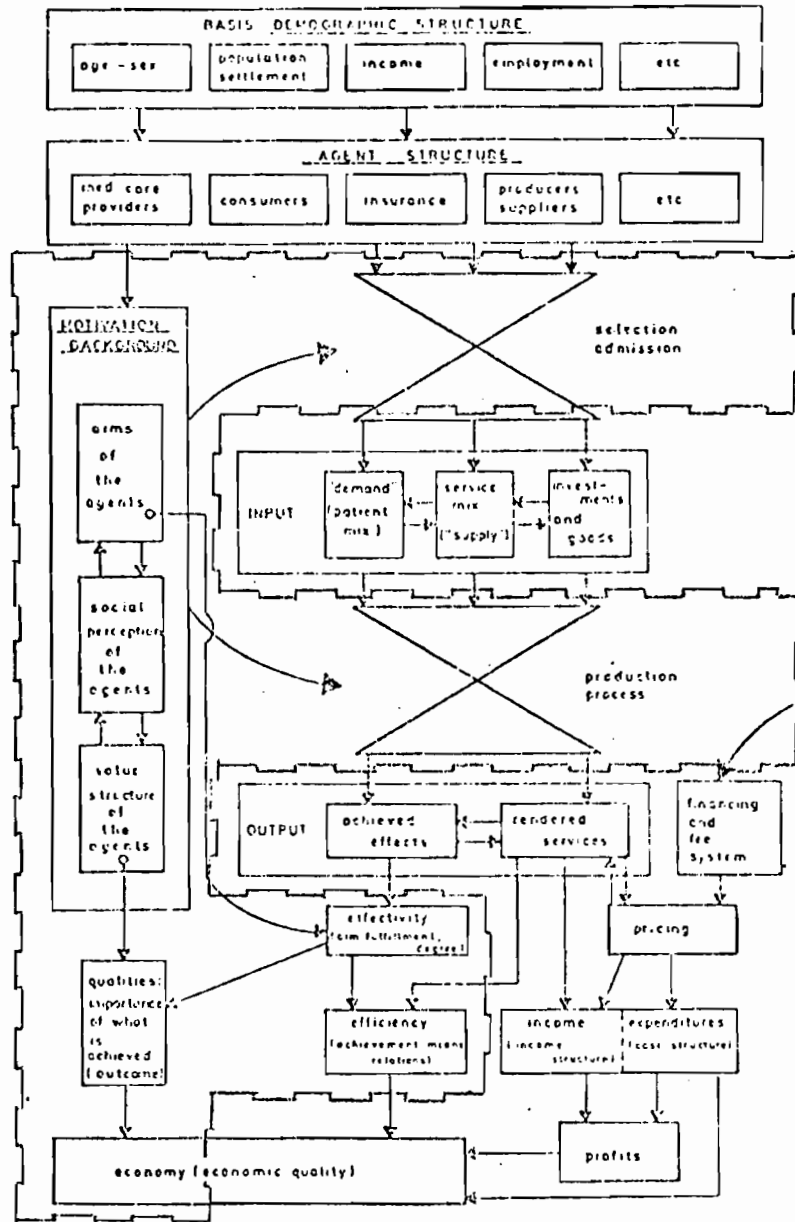 BASIS DEMOGRAPHIC STRUCTURE
age-sex
population
settlement
income
employment
etc
AGENT STRUCTURE
med care
providers
consumers
insurance
producers
suppliers
etc
MOTIVATION
BACKGROUND
selection
admission
aims
of
the
agents
INPUT
"demand"
(patient
mix)
service
mix
("supply")
invest-
ments
and
goods
social
perception
of
the
agents
production
process
structure
of the
agents
OUTPUT
achieved
effects
rendered
services
financing
and
fee
system
effectivity
(aim fulfillment,
degree)
pricing
qualities:
importance
of what
is
achieved
(outcome)
efficiency
(achievement means
relations)
income
(income
structure)
expenditures
(cost structure)
profits
economy (economic quality)